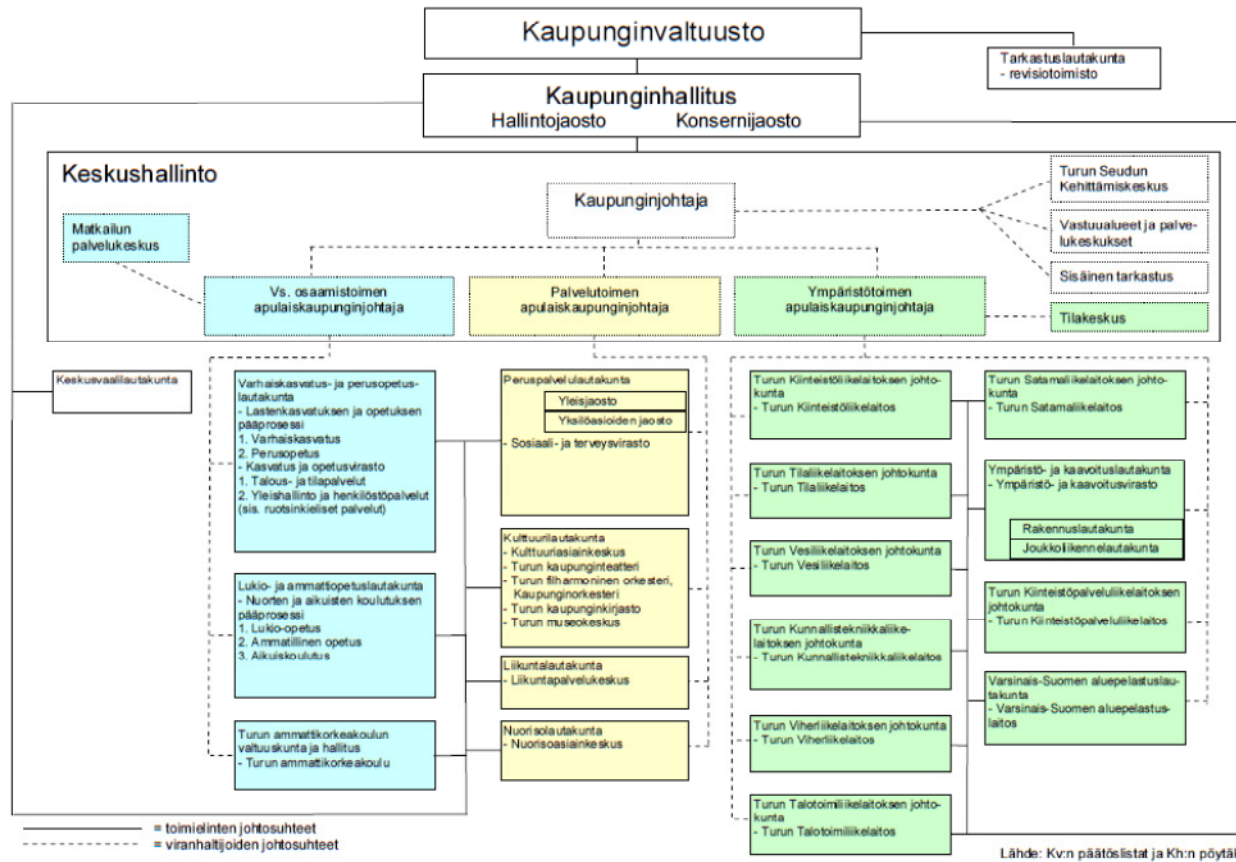 Kaupunginvaltuusto
Tarkastuslautakunta
- revisiotoimisto
Kaupunginhallitus
Hallintojaosto Konsernijaosto
Keskushallinto
Kaupunginjohtaja
Turun Seudun
Kehittämiskeskus
Vastuualueet ja palve-
lukeskukset
Sisäinen tarkastus
Matkailun
palvelukeskus
Vs. osaamistoimen
apulaiskaupunginjohtaja
Palvelutoimen
apulaiskaupunginjohtaja
Ympäristötoimen
apulaiskaupunginjohtaja
Tilakeskus
Keskusvaalilautakunta
Varhaiskasvatus- ja perusopetus-
lautakunta
- Lastenkasvatuksen ja opetuksen
pääprosessi
1. Varhaiskasvatus
2. Perusopetus
- Kasvatus ja opetusvirasto
1. Talous- ja tilapalvelut
2. Yleishallinto ja henkilöstöpalvelut
(sis. ruotsinkieliset palvelut)
Lukio- ja ammattiopetuslautakunta
- Nuorten ja aikuisten koulutuksen
pääprosessi
1. Lukio-opetus
2. Ammatillinen opetus
3. Aikuiskoulutus
Turun ammattikorkeakoulun
valtuuskunta ja hallitus
- Turun ammattikorkeakoulu
Peruspalvelulautakunta
Yleisjaosto
Yksilöasioiden jaosto
- Sosiaali- ja terveysvirasto
Kulttuurilautakunta
- Kulttuuriasiainkeskus
- Turun kaupunginteatteri
- Turun filharmoninen orkesteri,
Kaupunginorkesteri
- Turun kaupunginkirjasto
- Turun museokeskus
Liikuntalautakunta
- Liikuntapalvelukeskus
Nuorisolautakunta
- Nuorisoasiainkeskus
Turun Kiinteistöliikelaitoksen johto-
kunta
- Turun Kiinteistöliikelaitos
Turun Tilaliikelaitoksen johtokunta
- Turun Tilaliikelaitos
Turun Vesiliikelaitoksen johtokunta
- Turun Vesiliikelaitos
Turun Kunnallistekniikkaliike-
laitoksen johtokunta
- Turun Kunnallistekniikkaliikelaitos
Turun Viherliikelaitoksen johtokunta
- Turun Viherliikelaitos
Turun Talotoimiliikelaitoksen johto-
kunta
- Turun Talotoimiliikelaitos
Turun Satamaliikelaitoksen johto-
kunta
- Turun Satamaliikelaitos
Ympäristö- ja kaavoituslautakunta
- Ympäristö- ja kaavoitusvirasto
Rakennuslautakunta
Joukkoliikennelautakunta
Turun Kiinteistöpalveluliikelaitoksen
johtokunta
- Turun Kiinteistöpalveluliikelaitos
Varsinais-Suomen aluepelastuslau-
takunta
- Varsinais-Suomen aluepelastus-
laitos
= toimielinten johtosuhteet
= viranhaltijoiden johtosuhteet
Lähde: Kv:n päätöslistat ja Kh:n pöytäk